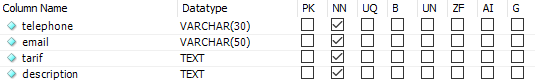 Column Name Datatype PK NN UQ B UN ZF AI G
telephone VARCHAR(30)
email VARCHAR(50)
tarif TEXT
description TEXT